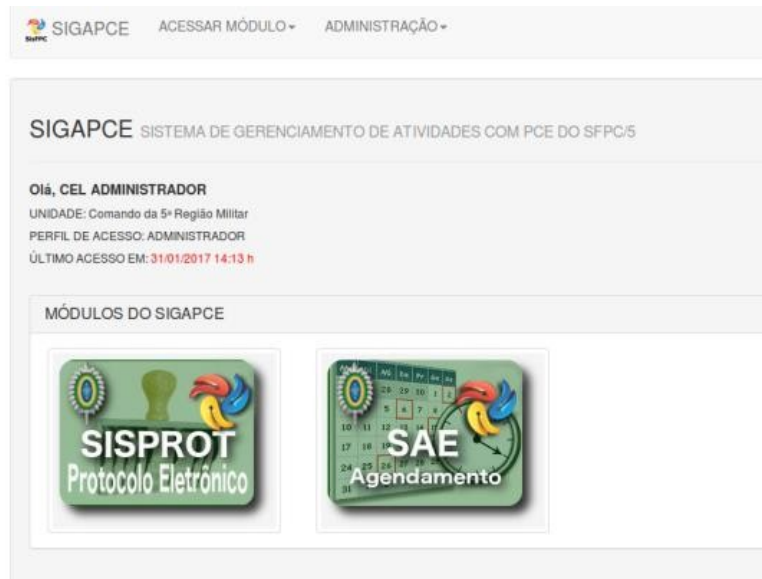 SIGAPCE ACESSAR MÓDULO ADMINISTRAÇÃO
SIGAPCE SISTEMA DE GERENCIAMENTO DE ATIVIDADES COM PCE DO SFPC/5
Olá, CEL ADMINISTRADOR
UNIDADE: Comando da 5ª Região Militar
PERFIL DE ACESSO: ADMINISTRADOR
ÚLTIMO ACESSO EM: 31/01/2017 14:13 h
MÓDULOS DO SIGAPCE
SISPROT
Protocolo Eletrônico
SAE
Agendamento